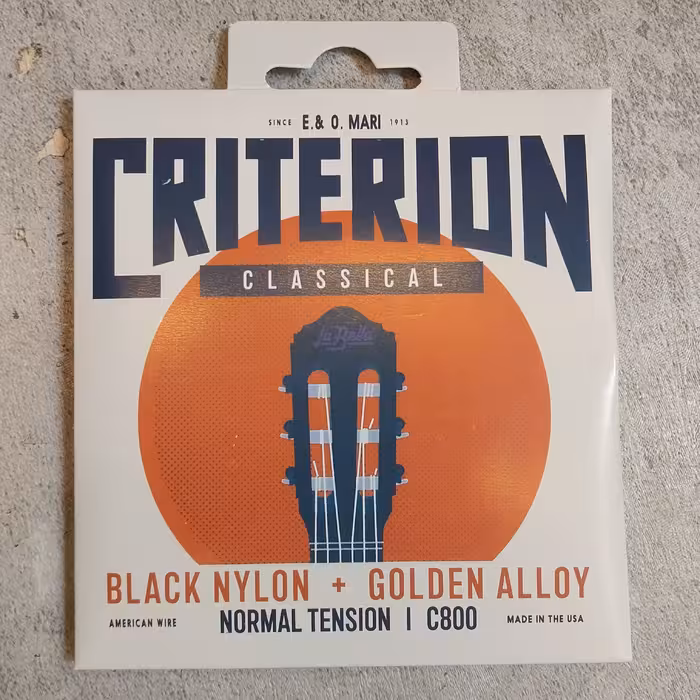 SINCE E. & O. MARI 1913
CRITERION
CLASSICAL
La Bella
BLACK NYLON + GOLDEN ALLOY
AMERICAN WIRE NORMAL TENSION | C800 MADE IN THE USA